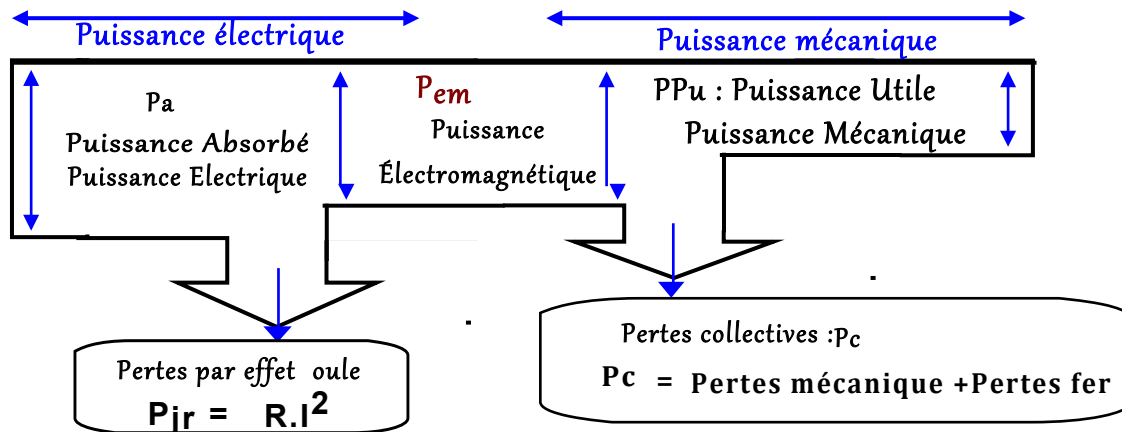 Puissance électrique
Puissance mécanique
Pa
Puissance Absorbé
Puissance Electrique
Pem
Puissance
Électromagnétique
PPu : Puissance Utile
Puissance Mécanique
Pertes par effet oule
Pjr = R.I²
Pertes collectives :Pc
Pc = Pertes mécanique +Pertes fer